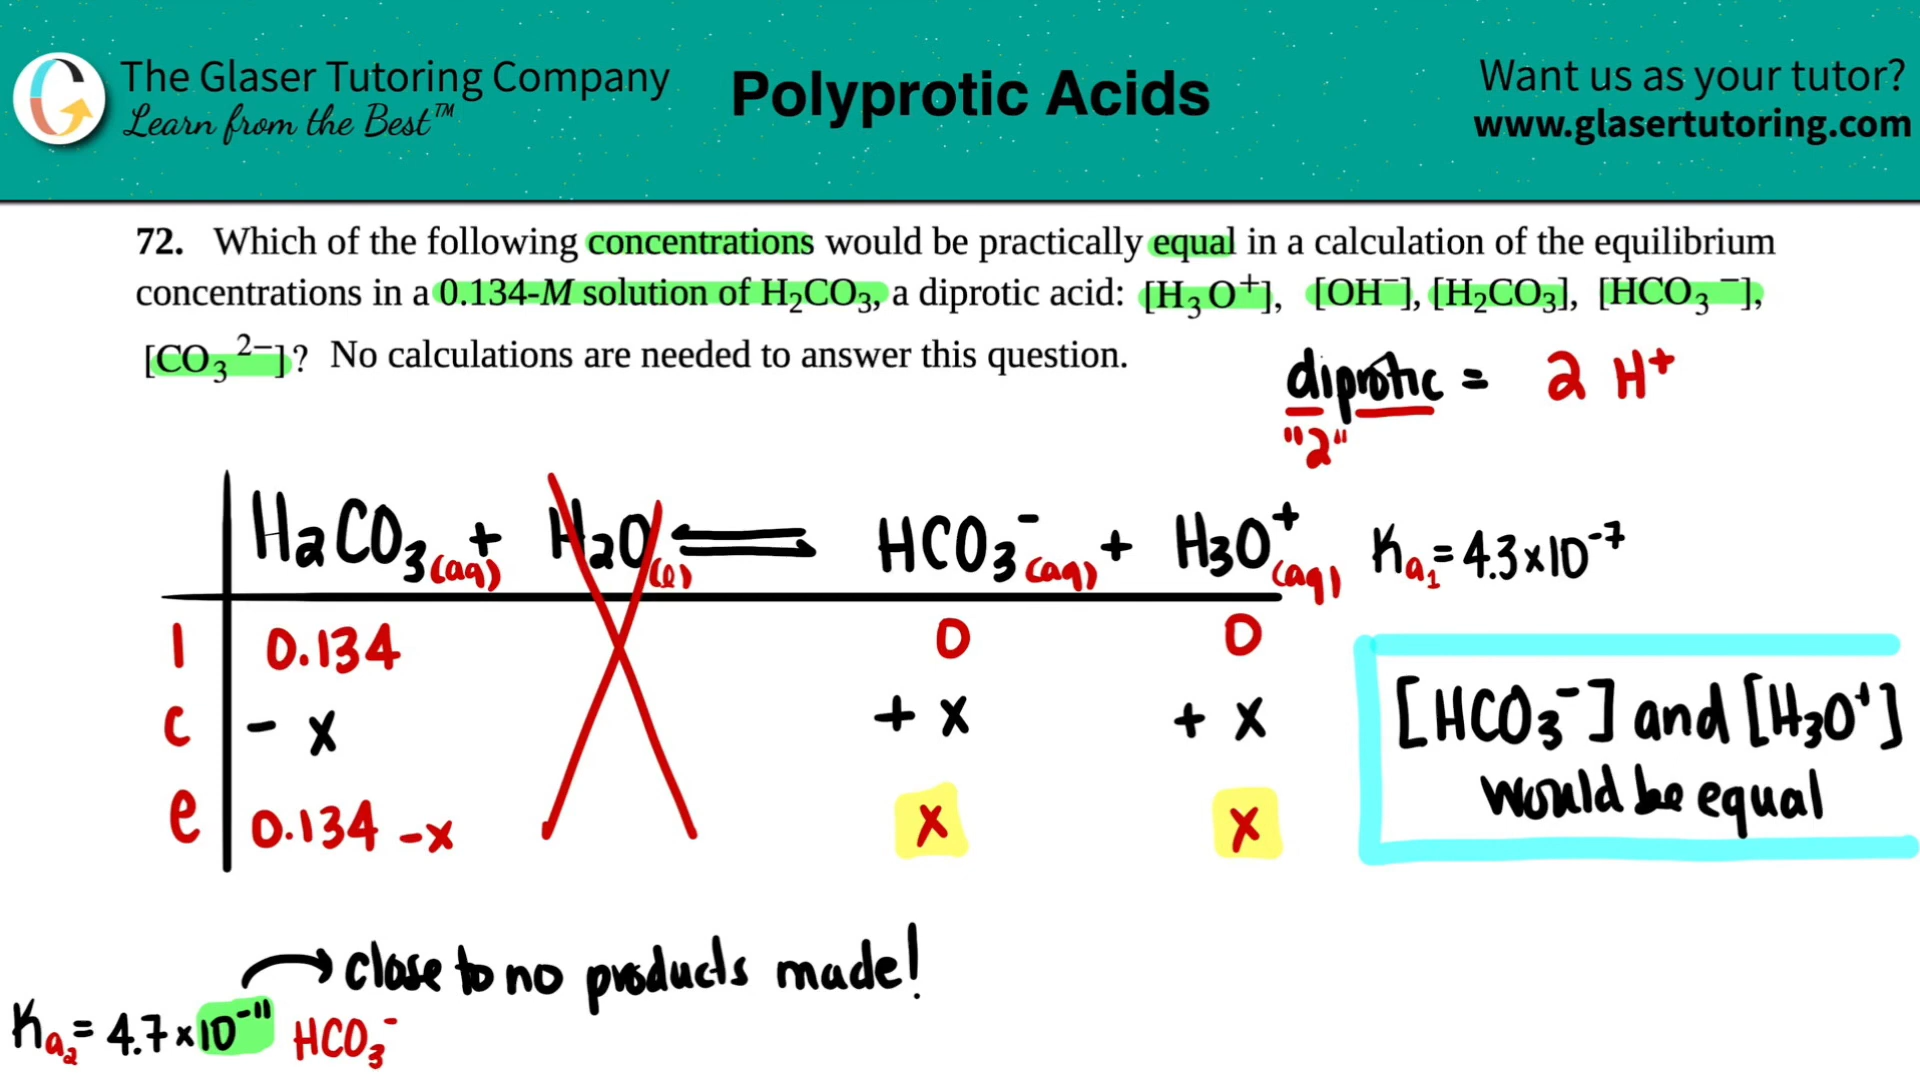 The Glaser Tutoring Company
Learn from the Best™
Polyprotic Acids
Want us as your tutor?
www.glasertutoring.com
72. Which of the following concentrations would be practically equal in a calculation of the equilibrium
concentrations in a 0.134-M solution of H₂CO₃, a diprotic acid: [H₃O⁺], [OH⁻], [H₂CO₃], [HCO₃⁻],
[CO₃²⁻]? No calculations are needed to answer this question.
diprotic = 2 H⁺
"2"
H₂CO₃(aq) + H₂O(l) ⇌ HCO₃⁻(aq) + H₃O⁺(aq) Ka₁ = 4.3×10⁻⁷
I 0.134 0 0
C - x + x + x
e 0.134 -x x x
[HCO₃⁻] and [H₃O⁺]
would be equal
close to no products made!
Ka₂ = 4.7×10⁻¹¹ HCO₃⁻